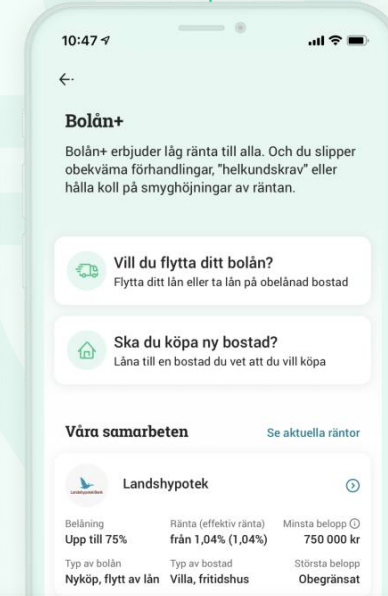 10:47
Bolån+
Bolån+ erbjuder låg ränta till alla. Och du slipper
obekväma förhandlingar, "helkundskrav" eller
hålla koll på smyghöjningar av räntan.
Vill du flytta ditt bolån?
Flytta ditt lån eller ta lån på obelånad bostad
Ska du köpa ny bostad?
Låna till en bostad du vet att du vill köpa
Våra samarbeten Se aktuella räntor
Landshypotek Bank
Landshypotek
Belåning Ränta (effektiv ränta) Minsta belopp
Upp till 75% från 1,04% (1,04%) 750 000 kr
Typ av bolån Typ av bostad Största belopp
Nyköp, flytt av lån Villa, fritidshus Obegränsat